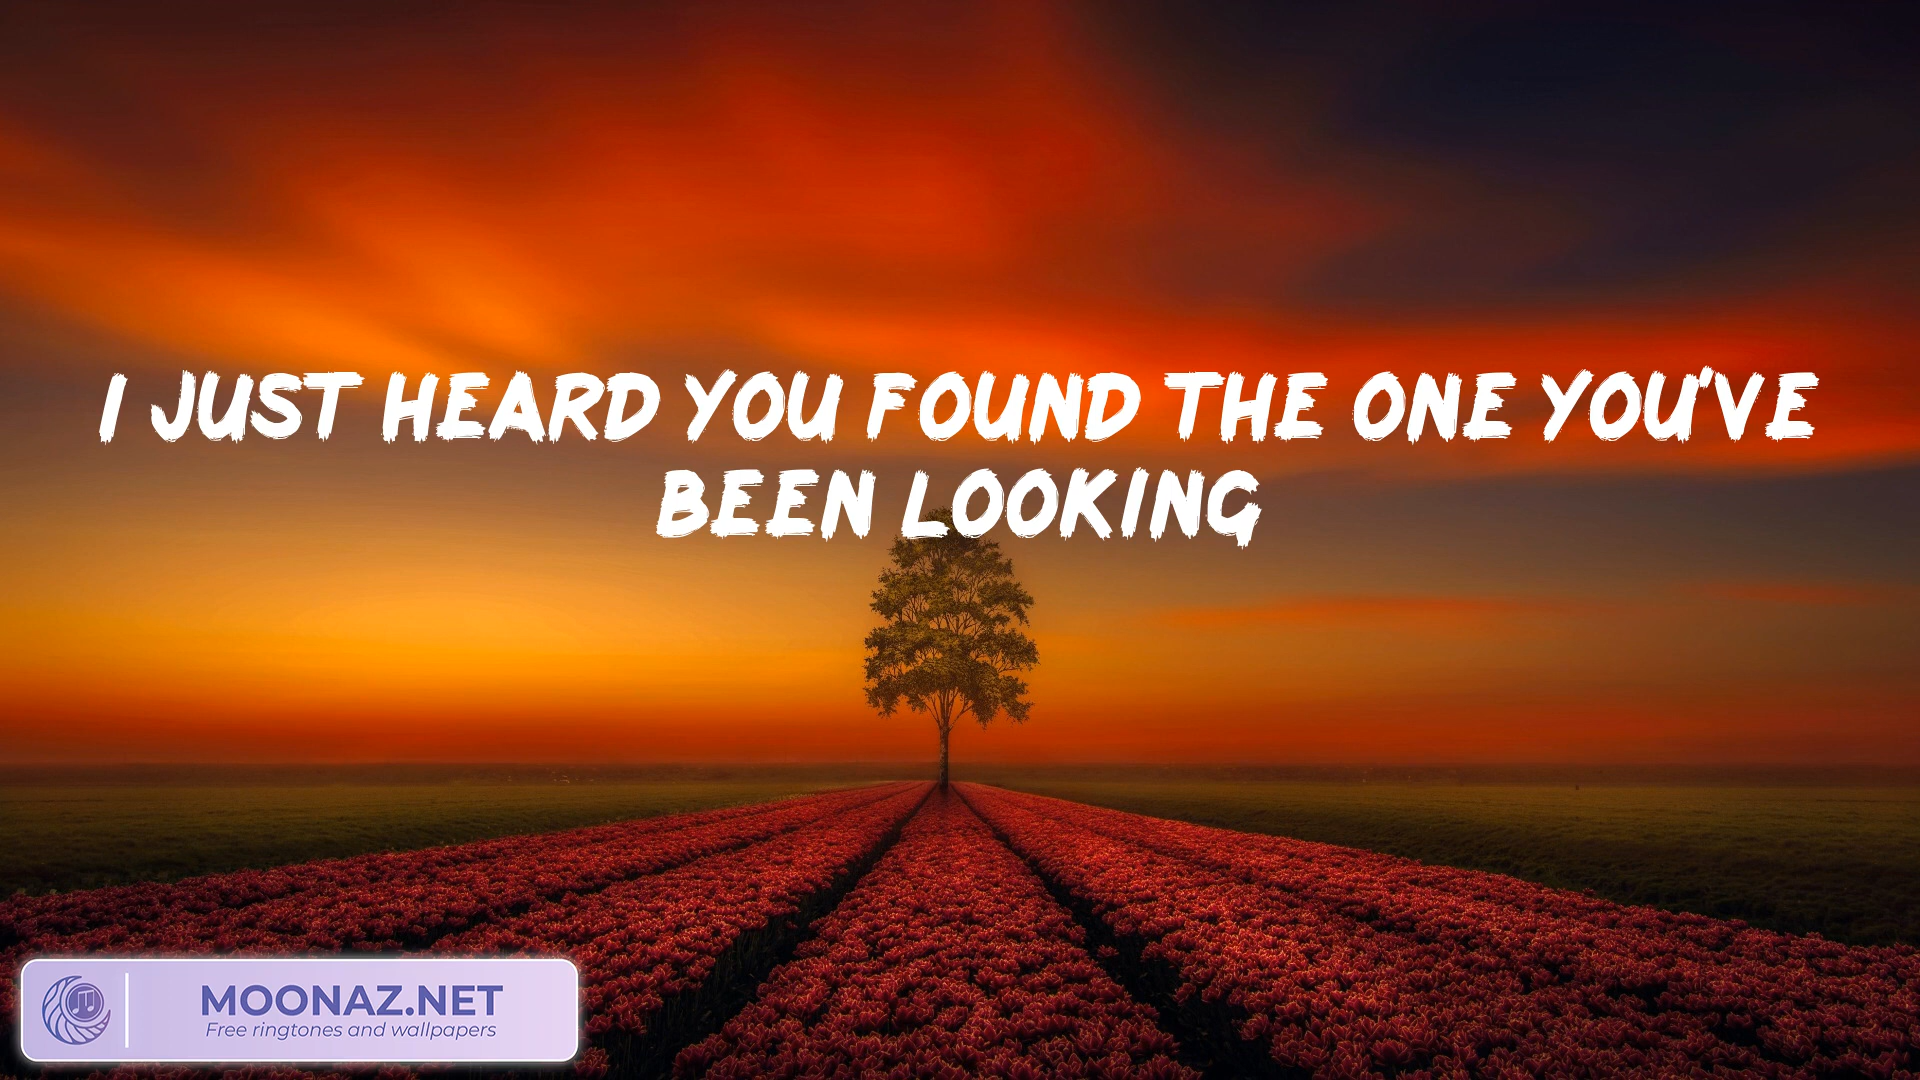 I JUST HEARD YOU FOUND THE ONE YOU'VE
BEEN LOOKING
MOONAZ.NET
Free ringtones and wallpapers